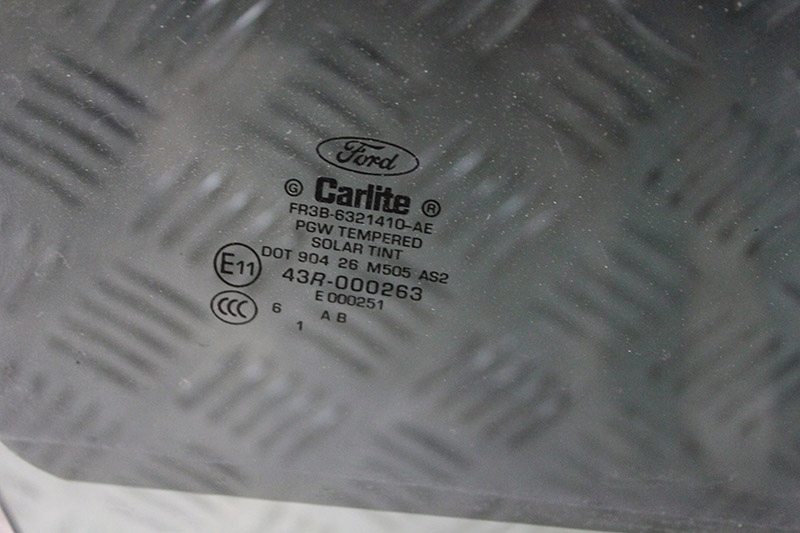 Ford
G Carlite ®
FR3B-6321410-AE
PGW TEMPERED
SOLAR TINT
DOT 904 26 M505 AS2
E11 43R-000263
E 000251
CCC 6 A B
1